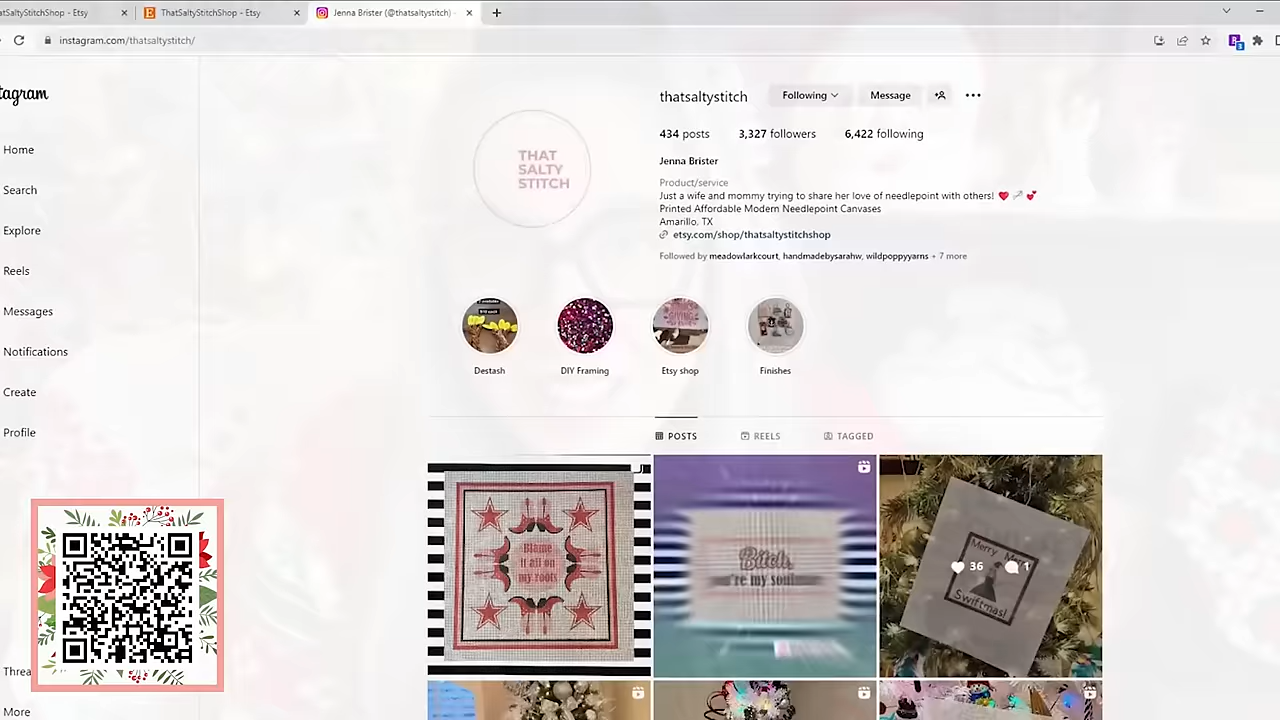 atSaltyStitchShop - Etsy
ThatSaltyStitchShop - Etsy
Jenna Brister (@thatsaltystitch) -
instagram.com/thatsaltystitch/
tagram
Home
Search
Explore
Reels
Messages
Notifications
Create
Profile
Threa
More
THAT
SALTY
STITCH
thatsaltystitch
Following
Message
434 posts
3,327 followers
6,422 following
Jenna Brister
Product/service
Just a wife and mommy trying to share her love of needlepoint with others!
Printed Affordable Modern Needlepoint Canvases
Amarillo, TX
etsy.com/shop/thatsaltystitchshop
Followed by meadowlarkcourt, handmadebysarahw, wildpoppyyarns + 7 more
Destash
DIY Framing
Etsy shop
Finishes
POSTS
REELS
TAGGED
Blame
it all on
my roots
Bitch,
're my soul
Merry
36
1
Swiftmas!